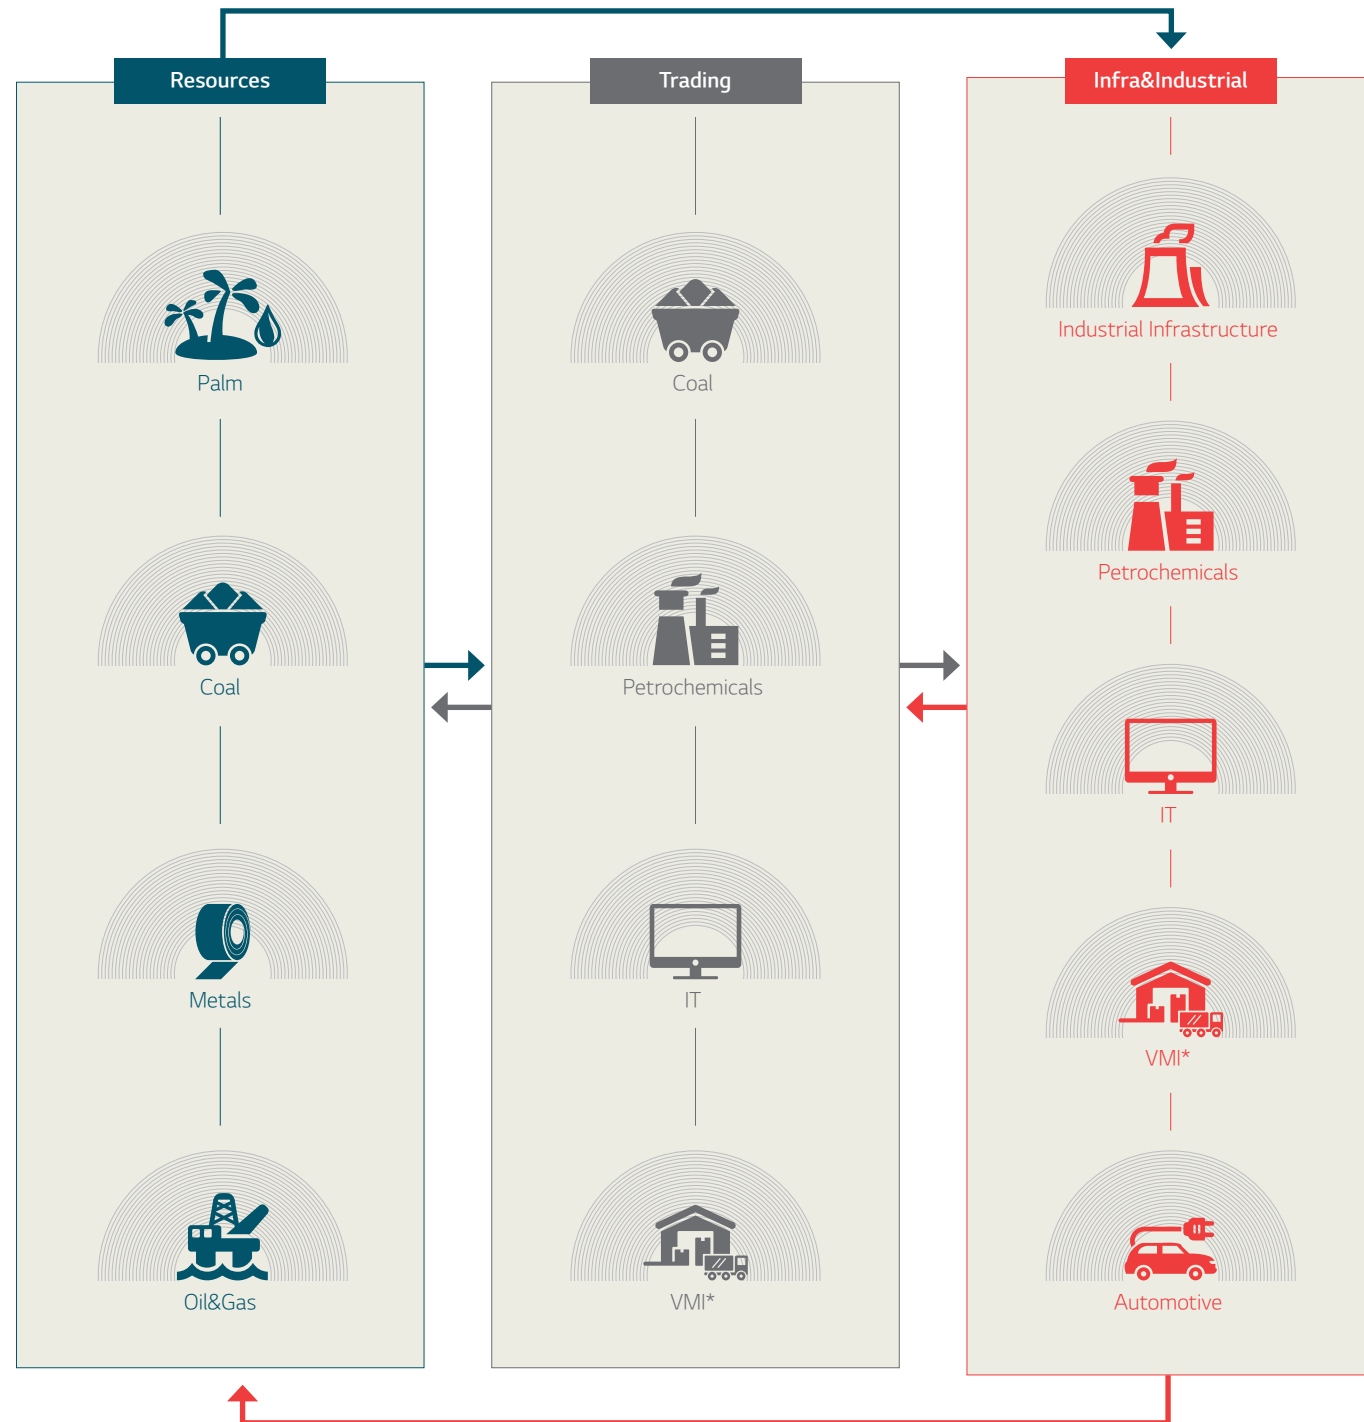 Resources
Palm
Coal
Metals
Oil&Gas
Trading
Coal
Petrochemicals
IT
VMI*
Infra&Industrial
Industrial Infrastructure
Petrochemicals
IT
VMI*
Automotive